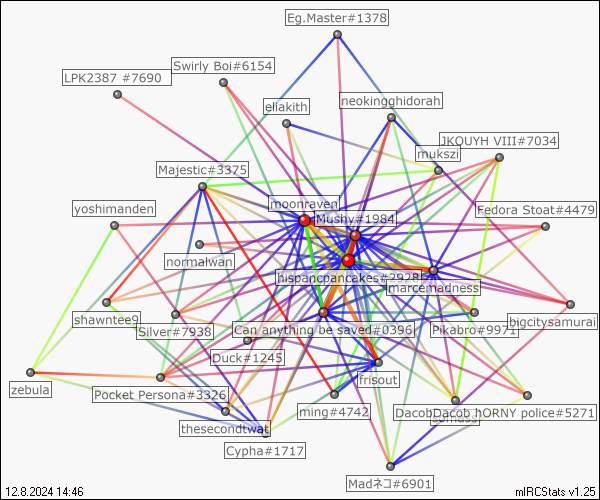 Eg.Master#1378
Swirly Boi#6154
LPK2387 #7690
neokingghidorah
eliakith
JKOUYH VIII#7034
mukszi
Majestic#3375
moonraven
yoshimanden
Mushy#1984
Fedora Stoat#4479
normalwan
hispancpancakes#2928
marcemadness
shawntee9
Silver#7938
Can anything be saved#0396
Pikabro#9971
bigcitysamurai
Duck#1245
frisout
zebula
Pocket Persona#3326
ming#4742
DacobDacob
hORNY police#5271
thesecondtwat
Cypha#1717
Madネコ#6901
12.8.2024 14:46
mIRCStats v1.25